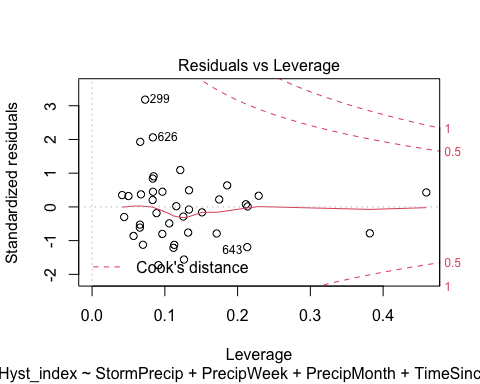 Residuals vs Leverage
Standardized residuals
3
2
1
0
-1
-2
299
626
643
1
0.5
0.5
1
Cook's distance
0.0 0.1 0.2 0.3 0.4
Leverage
Hyst_index ~ StormPrecip + PrecipWeek + PrecipMonth + TimeSinc